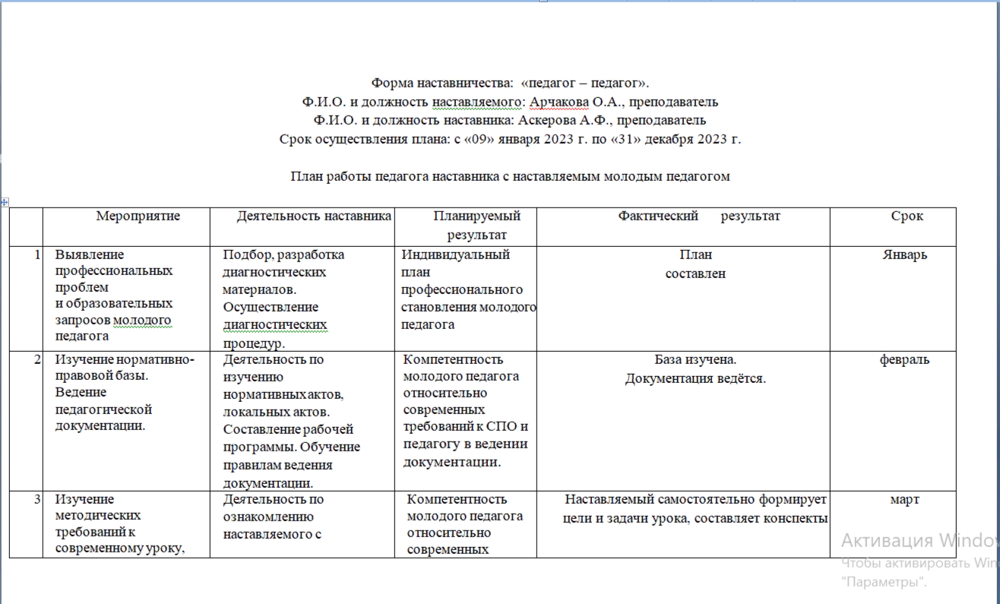 Форма наставничества: «педагог – педагог».
Ф.И.О. и должность наставляемого: Арчакова О.А., преподаватель
Ф.И.О. и должность наставника: Аскерова А.Ф., преподаватель
Срок осуществления плана: с «09» января 2023 г. по «31» декабря 2023 г.
План работы педагога наставника с наставляемым молодым педагогом
Мероприятие
Деятельность наставника
Планируемый
результат
Фактический результат
Срок
1
Выявление
профессиональных
проблем
и образовательных
запросов молодого
педагога
Подбор, разработка
диагностических
материалов.
Осуществление
диагностических
процедур.
Индивидуальный
план
профессионального
становления молодого
педагога
План
составлен
Январь
2
Изучение нормативно-
правовой базы.
Ведение
педагогической
документации.
Деятельность по
изучению
нормативных актов,
локальных актов.
Составление рабочей
программы. Обучение
правилам ведения
документации.
Компетентность
молодого педагога
относительно
современных
требований к СПО и
педагогу в ведении
документации.
База изучена.
Документация ведётся.
февраль
3
Изучение
методических
требований к
современному уроку,
Деятельность по
ознакомлению
наставляемого с
Компетентность
молодого педагога
относительно
современных
Наставляемый самостоятельно формирует
цели и задачи урока, составляет конспекты
март
Активация Windov
Чтобы активировать Win
"Параметры".